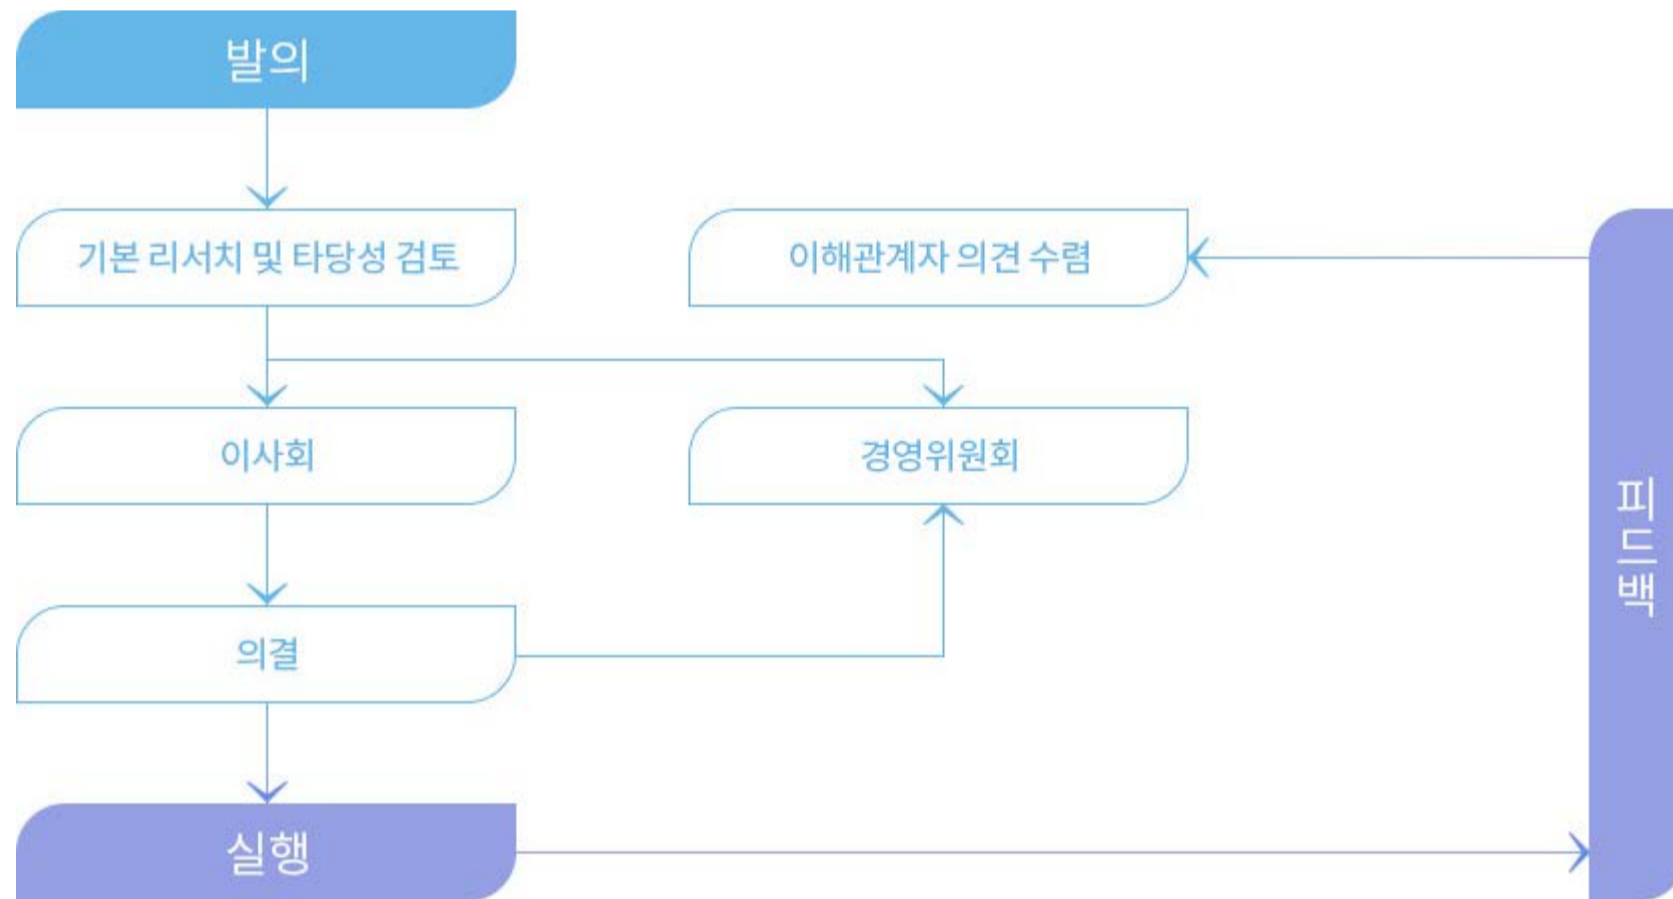 발의
기본 리서치 및 타당성 검토
이해관계자 의견 수렴
이사회
경영위원회
의결
실행
피드백